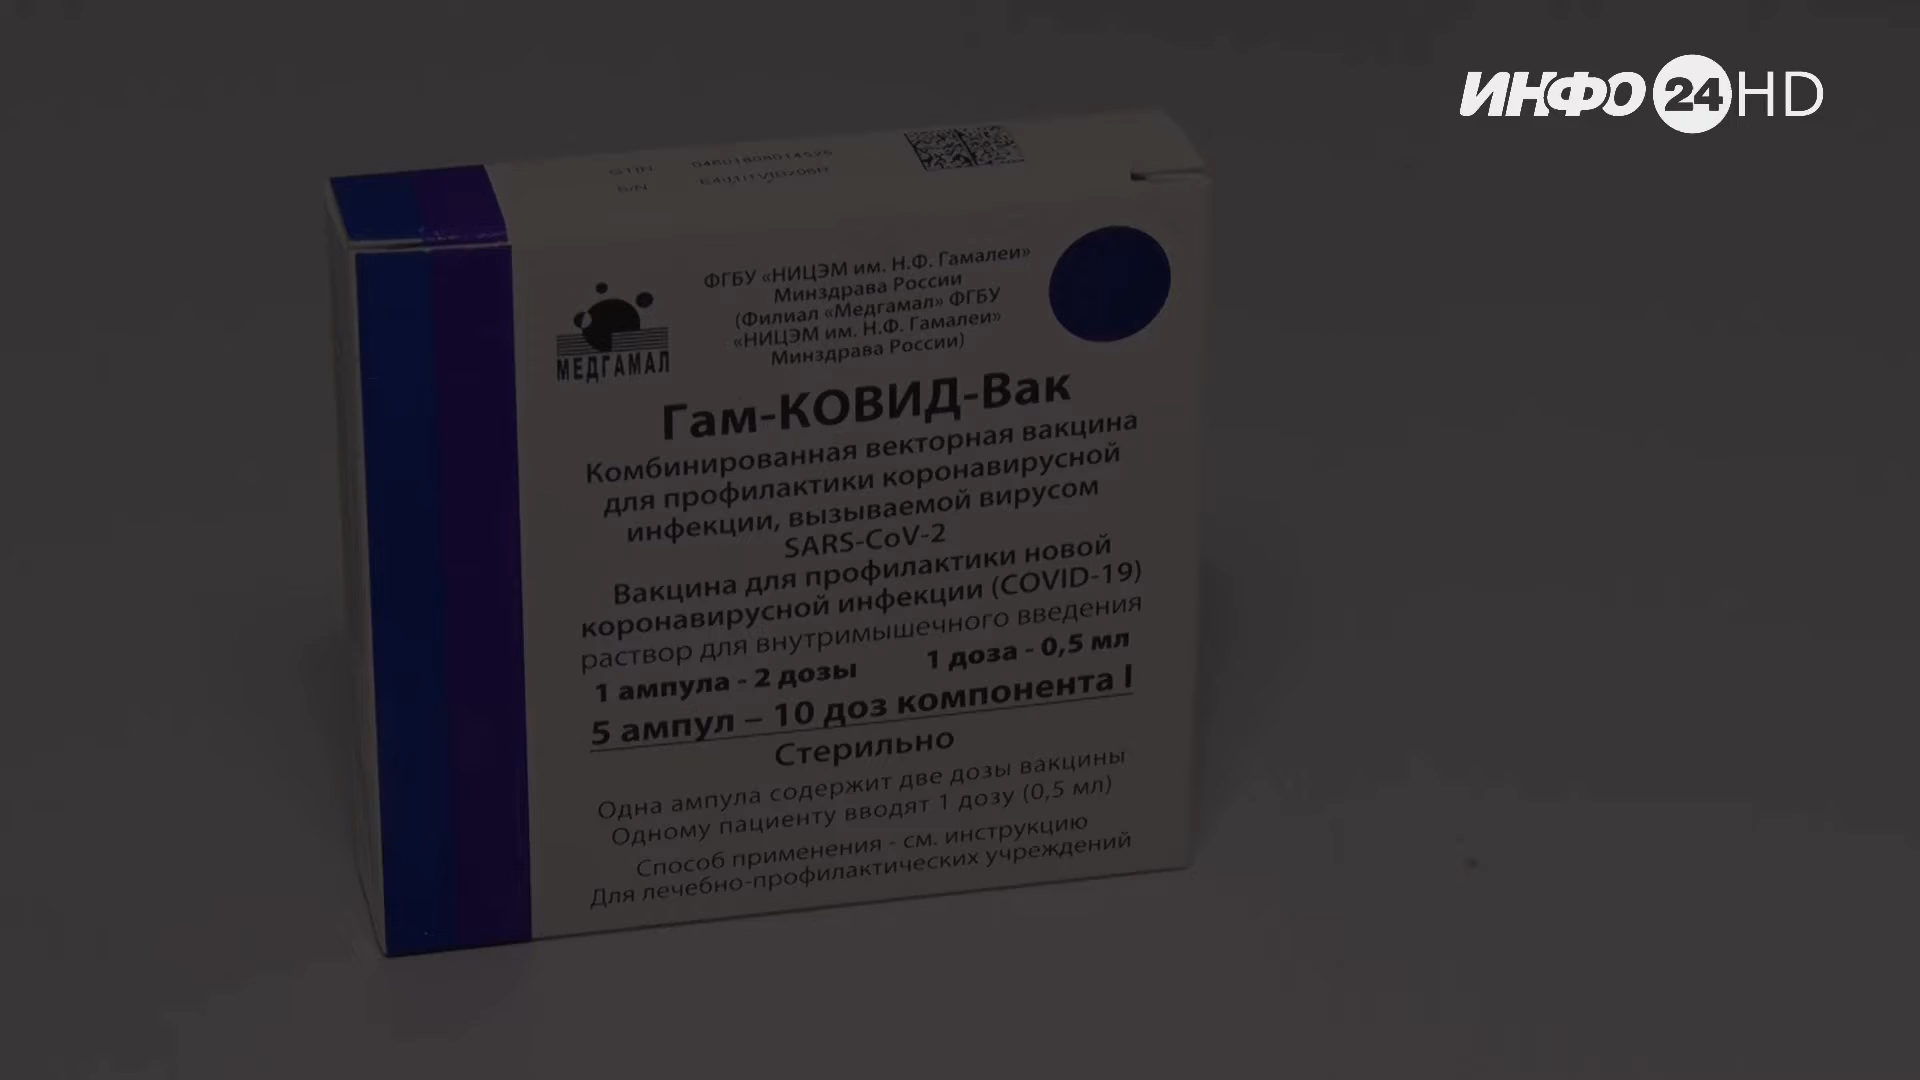 ИНФО 24 HD
GTIN 04601808014525
S/N
ФГБУ «НИЦЭМ им. Н.Ф. Гамалеи»
Минздрава России
(Филиал «Медгамал» ФГБУ
«НИЦЭМ им. Н.Ф. Гамалеи»
Минздрава России)
МЕДГАМАЛ
Гам-КОВИД-Вак
Комбинированная векторная вакцина
для профилактики коронавирусной
инфекции, вызываемой вирусом
SARS-CoV-2
Вакцина для профилактики новой
коронавирусной инфекции (COVID-19)
раствор для внутримышечного введения
1 ампула - 2 дозы 1 доза - 0,5 мл
5 ампул – 10 доз компонента I
Стерильно
Одна ампула содержит две дозы вакцины
Одному пациенту вводят 1 дозу (0,5 мл)
Способ применения - см. инструкцию
Для лечебно-профилактических учреждений